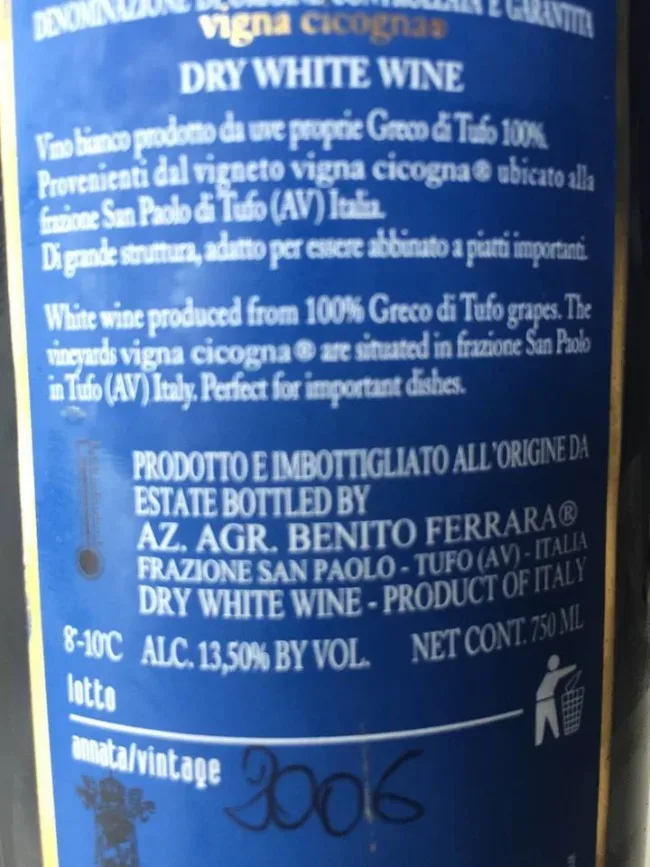 DENOMINAZIONE DI ORIGINE CONTROLLATA E GARANTITA
vigna cicogna®
DRY WHITE WINE
Vino bianco prodotto da uve proprie Greco di Tufo 100%.
Provenienti dal vigneto vigna cicogna® ubicato alla
frazione San Paolo di Tufo (AV) Italia.
Di grande struttura, adatto per essere abbinato a piatti importanti.
White wine produced from 100% Greco di Tufo grapes. The
vineyards vigna cicogna® are situated in frazione San Paolo
in Tufo (AV) Italy. Perfect for important dishes.
PRODOTTO E IMBOTTIGLIATO ALL'ORIGINE DA
ESTATE BOTTLED BY
AZ. AGR. BENITO FERRARA®
FRAZIONE SAN PAOLO - TUFO (AV) - ITALIA
DRY WHITE WINE - PRODUCT OF ITALY
8°-10°C ALC. 13,50% BY VOL. NET CONT. 750 ML
lotto
annata/vintage 2006